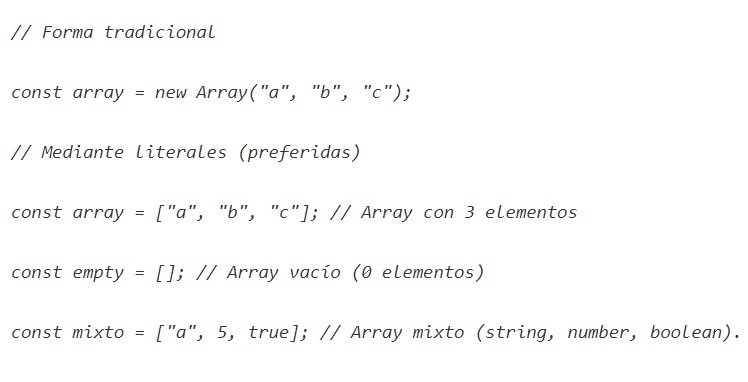 // Forma tradicional
const array = new Array("a", "b", "c");
// Mediante literales (preferidas)
const array = ["a", "b", "c"]; // Array con 3 elementos
const empty = []; // Array vacío (0 elementos)
const mixto = ["a", 5, true]; // Array mixto (string, number, boolean).